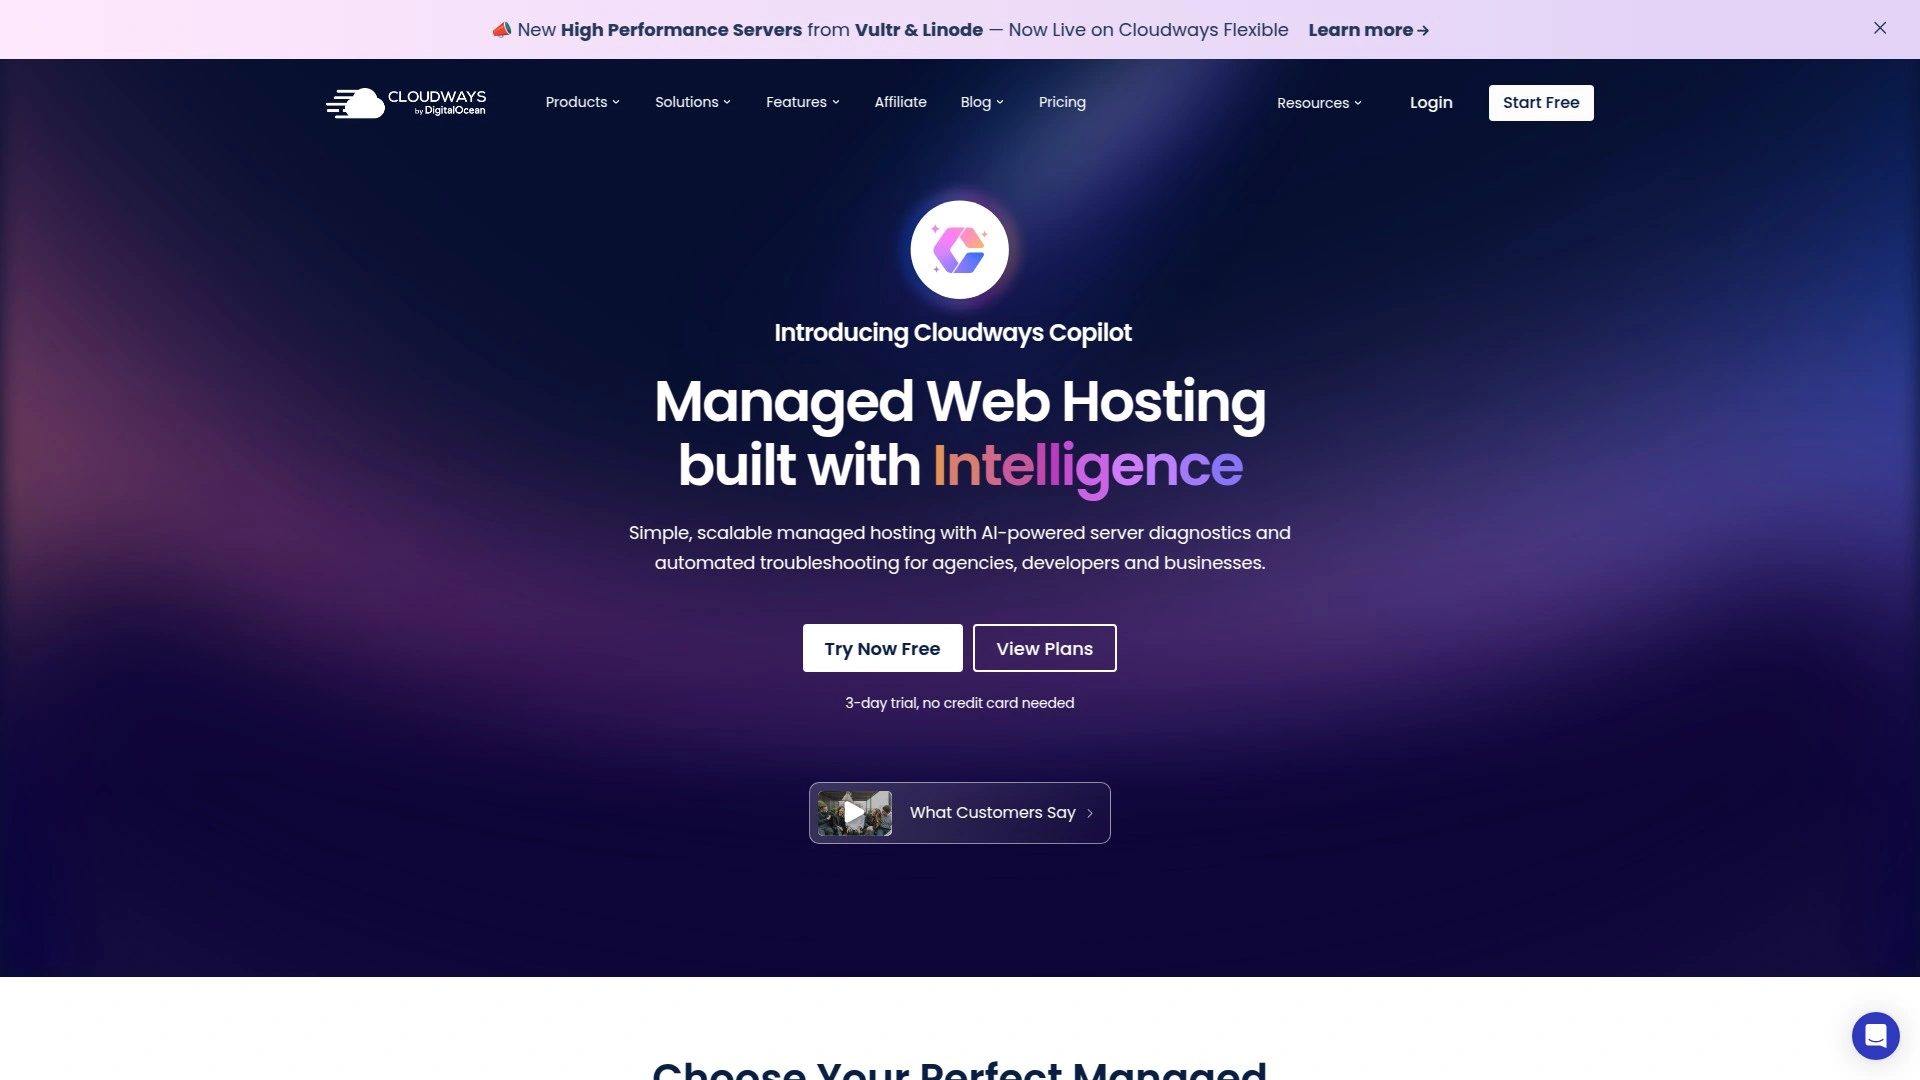 📣 New High Performance Servers from Vultr & Linode — Now Live on Cloudways Flexible Learn more →
CLOUDWAYS
by DigitalOcean
Products
Solutions
Features
Affiliate
Blog
Pricing
Resources
Login
Start Free
Introducing Cloudways Copilot
Managed Web Hosting
built with Intelligence
Simple, scalable managed hosting with AI-powered server diagnostics and
automated troubleshooting for agencies, developers and businesses.
Try Now Free
View Plans
3-day trial, no credit card needed
What Customers Say
Choose Your Perfect Managed